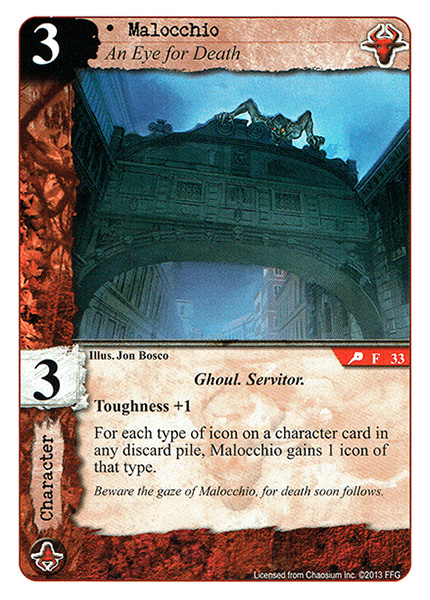 3
• Malocchio
An Eye for Death
Illus. Jon Bosco
F 33
3
Ghoul. Servitor.
Toughness +1
For each type of icon on a character card in
any discard pile, Malocchio gains 1 icon of
that type.
Beware the gaze of Malocchio, for death soon follows.
Character
Licensed from Chaosium Inc. ©2013 FFG